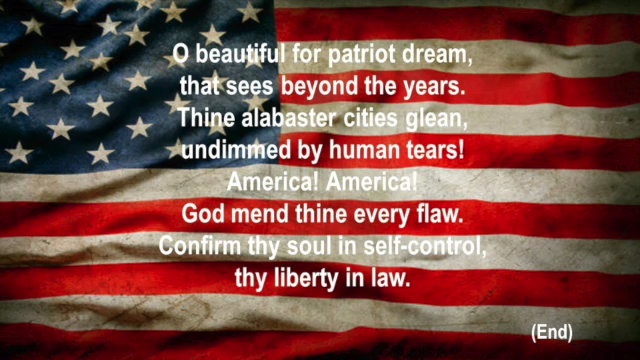 O beautiful for patriot dream,
that sees beyond the years.
Thine alabaster cities glean,
undimmed by human tears!
America! America!
God mend thine every flaw.
Confirm thy soul in self-control,
thy liberty in law.
(End)